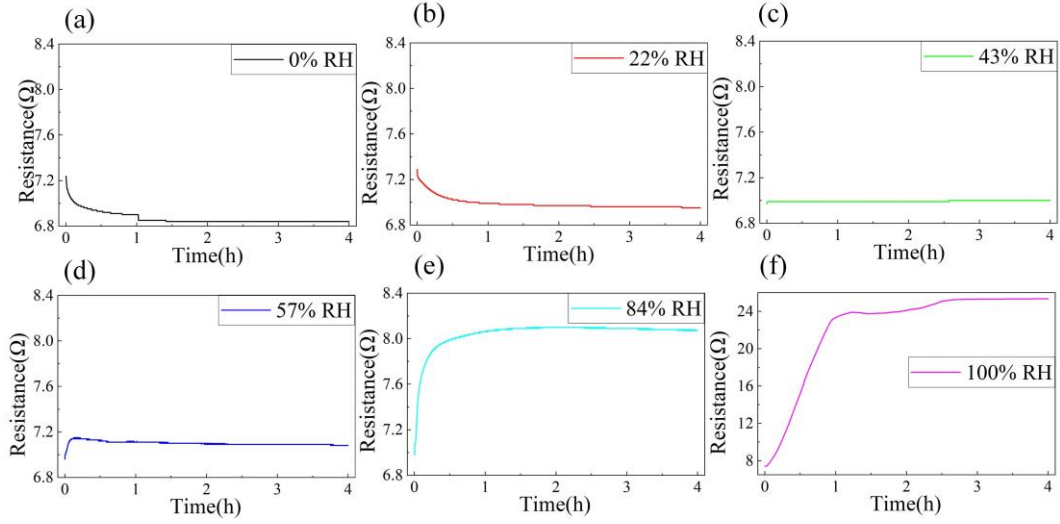 (a)
0% RH
Resistance(Ω)
8.4
8.0
7.6
7.2
6.8
0 1 2 3 4
Time(h)
(b)
22% RH
Resistance(Ω)
8.4
8.0
7.6
7.2
6.8
0 1 2 3 4
Time(h)
(c)
43% RH
Resistance(Ω)
8.4
8.0
7.6
7.2
6.8
0 1 2 3 4
Time(h)
(d)
57% RH
Resistance(Ω)
8.4
8.0
7.6
7.2
6.8
0 1 2 3 4
Time(h)
(e)
84% RH
Resistance(Ω)
8.4
8.0
7.6
7.2
6.8
0 1 2 3 4
Time(h)
(f)
100% RH
Resistance(Ω)
24
20
16
12
8
0 1 2 3 4
Time(h)